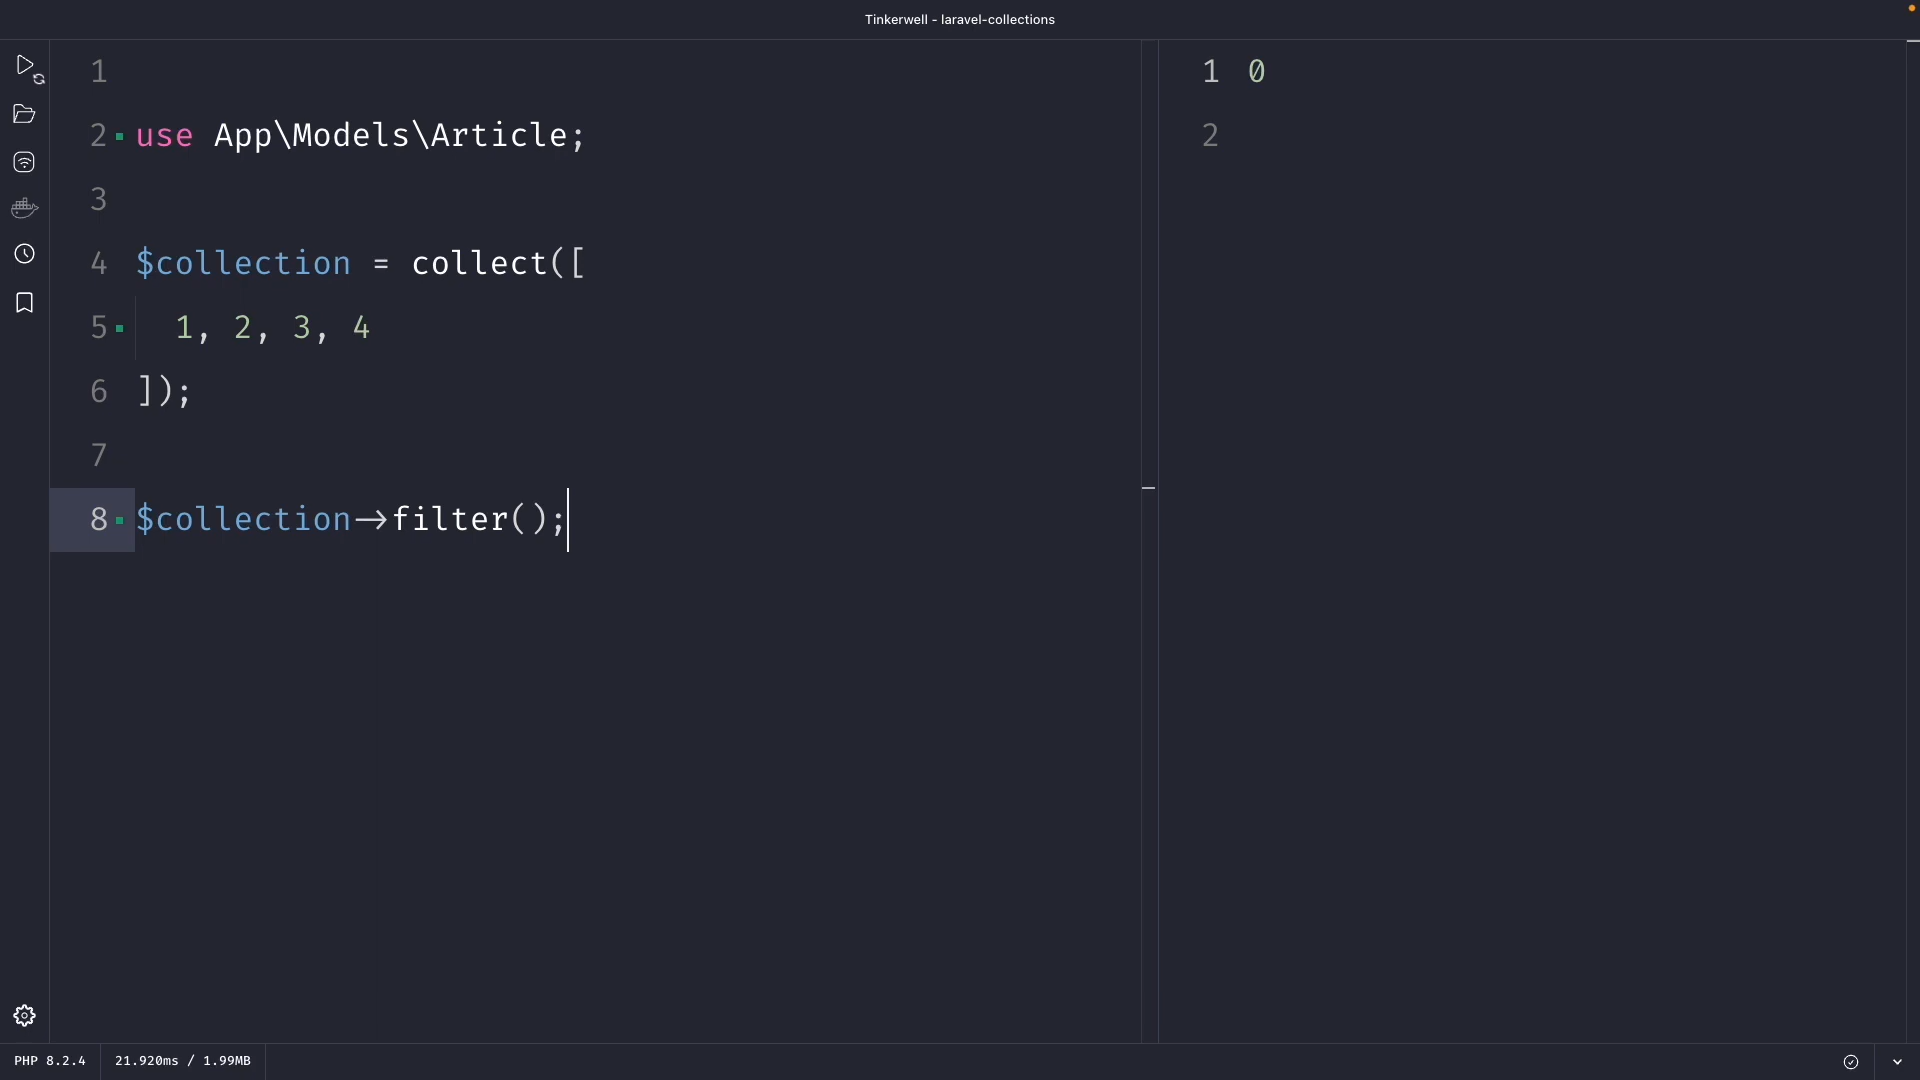 Tinkerwell - laravel-collections
1
2 use App\Models\Article;
3
4 $collection = collect([
5 1, 2, 3, 4
6 ]);
7
8 $collection->filter();
1 0
2
PHP 8.2.4 21.920ms / 1.99MB